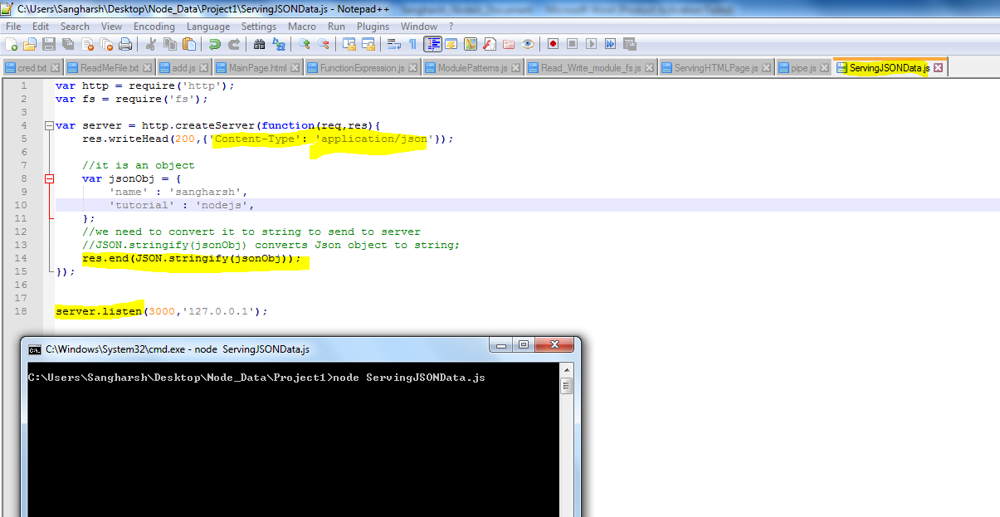 C:\Users\Sangharsh\Desktop\Node_Data\Project1\ServingJSONData.js - Notepad++
File Edit Search View Encoding Language Settings Macro Run Plugins Window ?
cred.txt ReadMeFile.txt add.js MainPage.html FunctionExpression.js ModulePatterns.js Read_Write_module_fs.js ServingHTMLPage.js pipe.js ServingJSONData.js
1 var http = require('http');
2 var fs = require('fs');
3
4 var server = http.createServer(function(req,res){
5 res.writeHead(200,{'Content-Type': 'application/json'});
6
7 //it is an object
8 var jsonObj = {
9 'name' : 'sangharsh',
10 'tutorial' : 'nodejs',
11 };
12 //we need to convert it to string to send to server
13 //JSON.stringify(jsonObj) converts Json object to string;
14 res.end(JSON.stringify(jsonObj));
15 });
16
17
18 server.listen(3000,'127.0.0.1');
C:\Windows\System32\cmd.exe - node ServingJSONData.js
C:\Users\Sangharsh\Desktop\Node_Data\Project1>node ServingJSONData.js